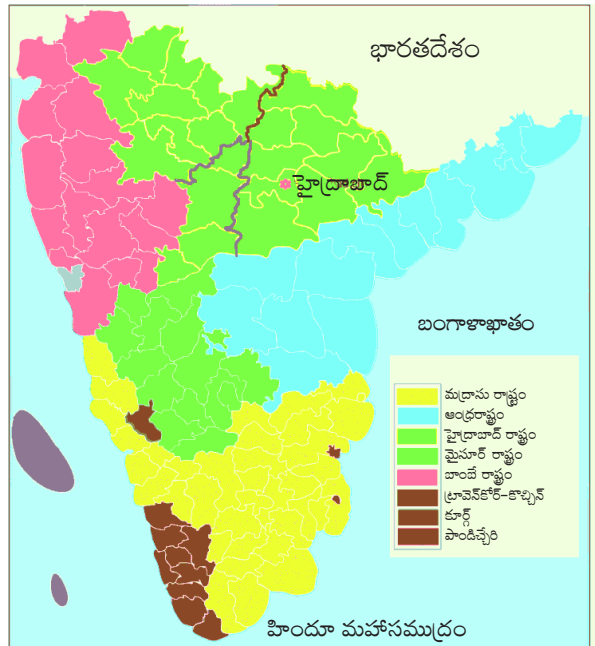 భారతదేశం
హైద్రాబాద్
బంగాళాఖాతం
మద్రాసు రాష్ట్రం
ఆంధ్రరాష్ట్రం
హైద్రాబాద్ రాష్ట్రం
మైసూర్ రాష్ట్రం
బాంబే రాష్ట్రం
ట్రావెన్‌కోర్-కొచ్చిన్
కూర్గ్
పాండిచ్చేరి
హిందూ మహాసముద్రం